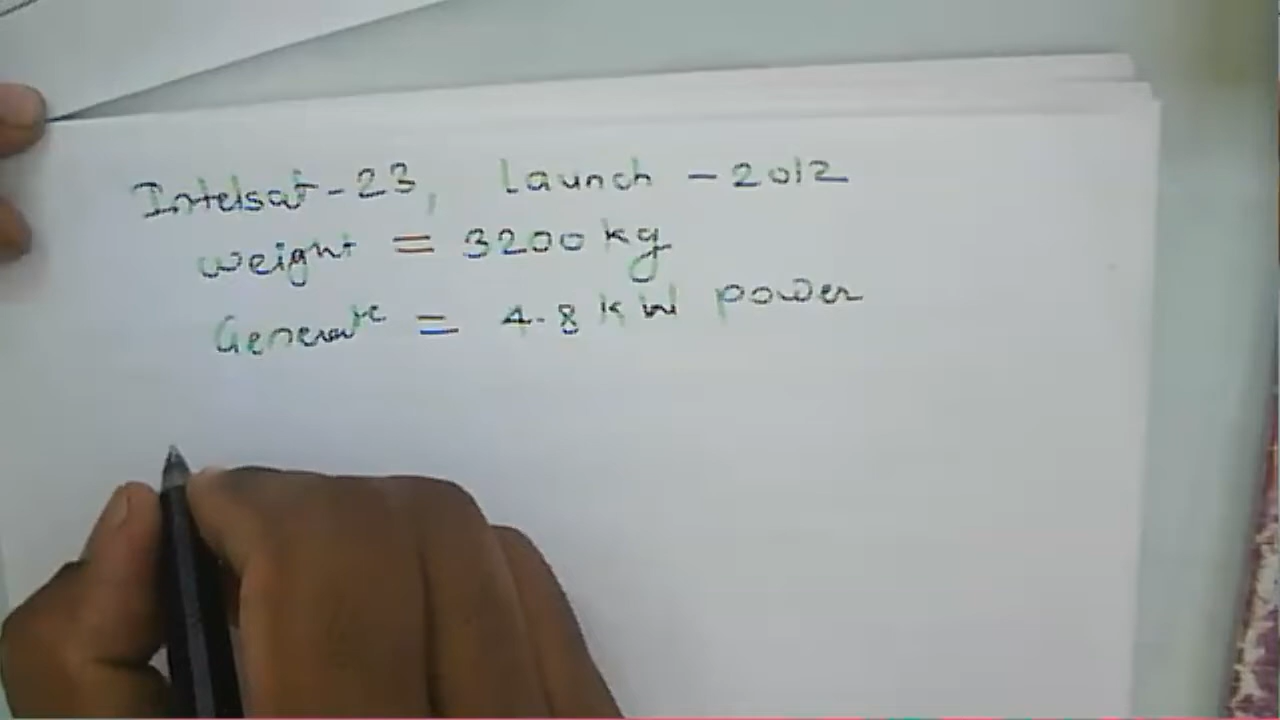 Intelsat-23, Launch - 2012
weight = 3200 kg
Generate = 4.8 kW power